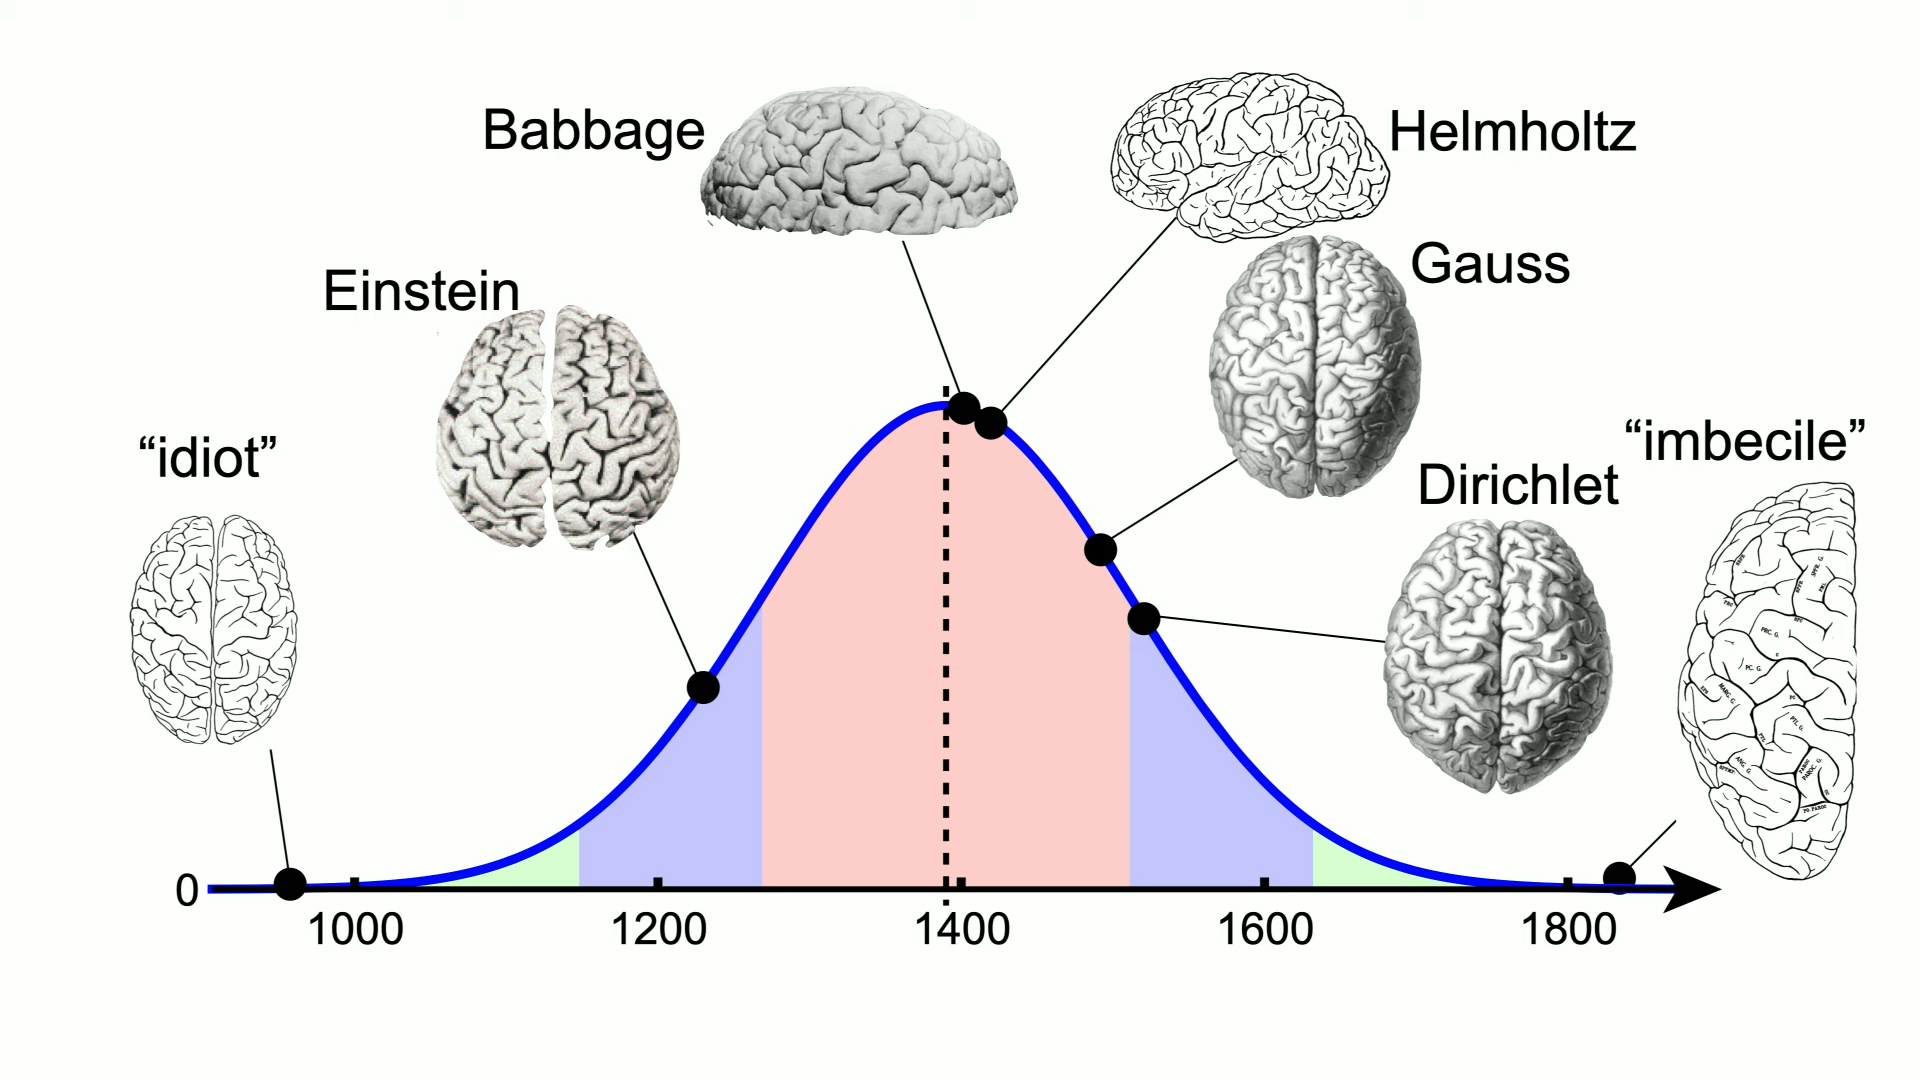 Babbage
Helmholtz
Gauss
Einstein
“idiot”
“imbecile”
Dirichlet
0
1000
1200
1400
1600
1800